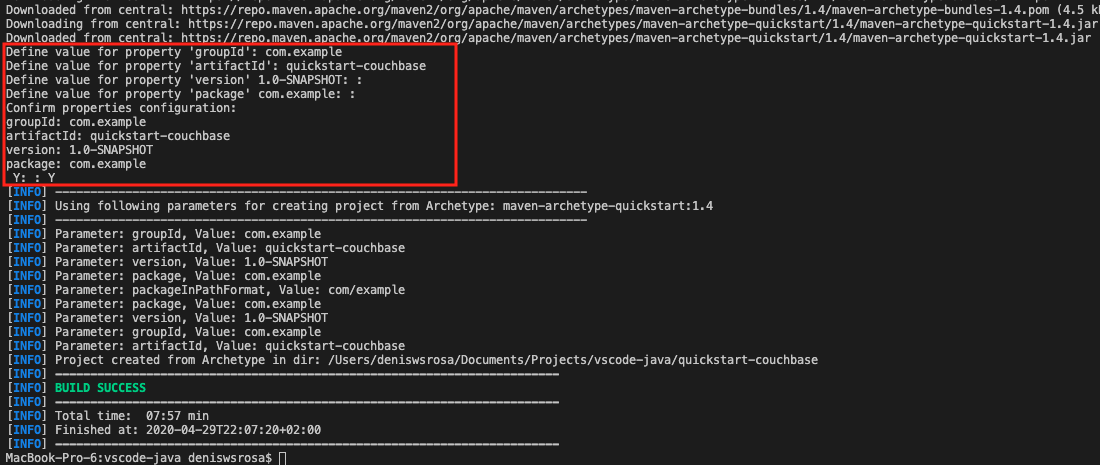 Downloaded from central: https://repo.maven.apache.org/maven2/org/apache/maven/archetypes/maven-archetype-bundles/1.4/maven-archetype-bundles-1.4.pom (4.5 k
Downloading from central: https://repo.maven.apache.org/maven2/org/apache/maven/archetypes/maven-archetype-quickstart/1.4/maven-archetype-quickstart-1.4.jar
Downloaded from central: https://repo.maven.apache.org/maven2/org/apache/maven/archetypes/maven-archetype-quickstart/1.4/maven-archetype-quickstart-1.4.jar
Define value for property 'groupId': com.example
Define value for property 'artifactId': quickstart-couchbase
Define value for property 'version' 1.0-SNAPSHOT: :
Define value for property 'package' com.example: :
Confirm properties configuration:
groupId: com.example
artifactId: quickstart-couchbase
version: 1.0-SNAPSHOT
package: com.example
Y: : Y
[INFO] ----------------------------------------------------------------------------
[INFO] Using following parameters for creating project from Archetype: maven-archetype-quickstart:1.4
[INFO] ----------------------------------------------------------------------------
[INFO] Parameter: groupId, Value: com.example
[INFO] Parameter: artifactId, Value: quickstart-couchbase
[INFO] Parameter: version, Value: 1.0-SNAPSHOT
[INFO] Parameter: package, Value: com.example
[INFO] Parameter: packageInPathFormat, Value: com/example
[INFO] Parameter: package, Value: com.example
[INFO] Parameter: version, Value: 1.0-SNAPSHOT
[INFO] Parameter: groupId, Value: com.example
[INFO] Parameter: artifactId, Value: quickstart-couchbase
[INFO] Project created from Archetype in dir: /Users/deniswsrosa/Documents/Projects/vscode-java/quickstart-couchbase
[INFO] ------------------------------------------------------------------------
[INFO] BUILD SUCCESS
[INFO] ------------------------------------------------------------------------
[INFO] Total time:  07:57 min
[INFO] Finished at: 2020-04-29T22:07:20+02:00
[INFO] ------------------------------------------------------------------------
MacBook-Pro-6:vscode-java deniswsrosa$